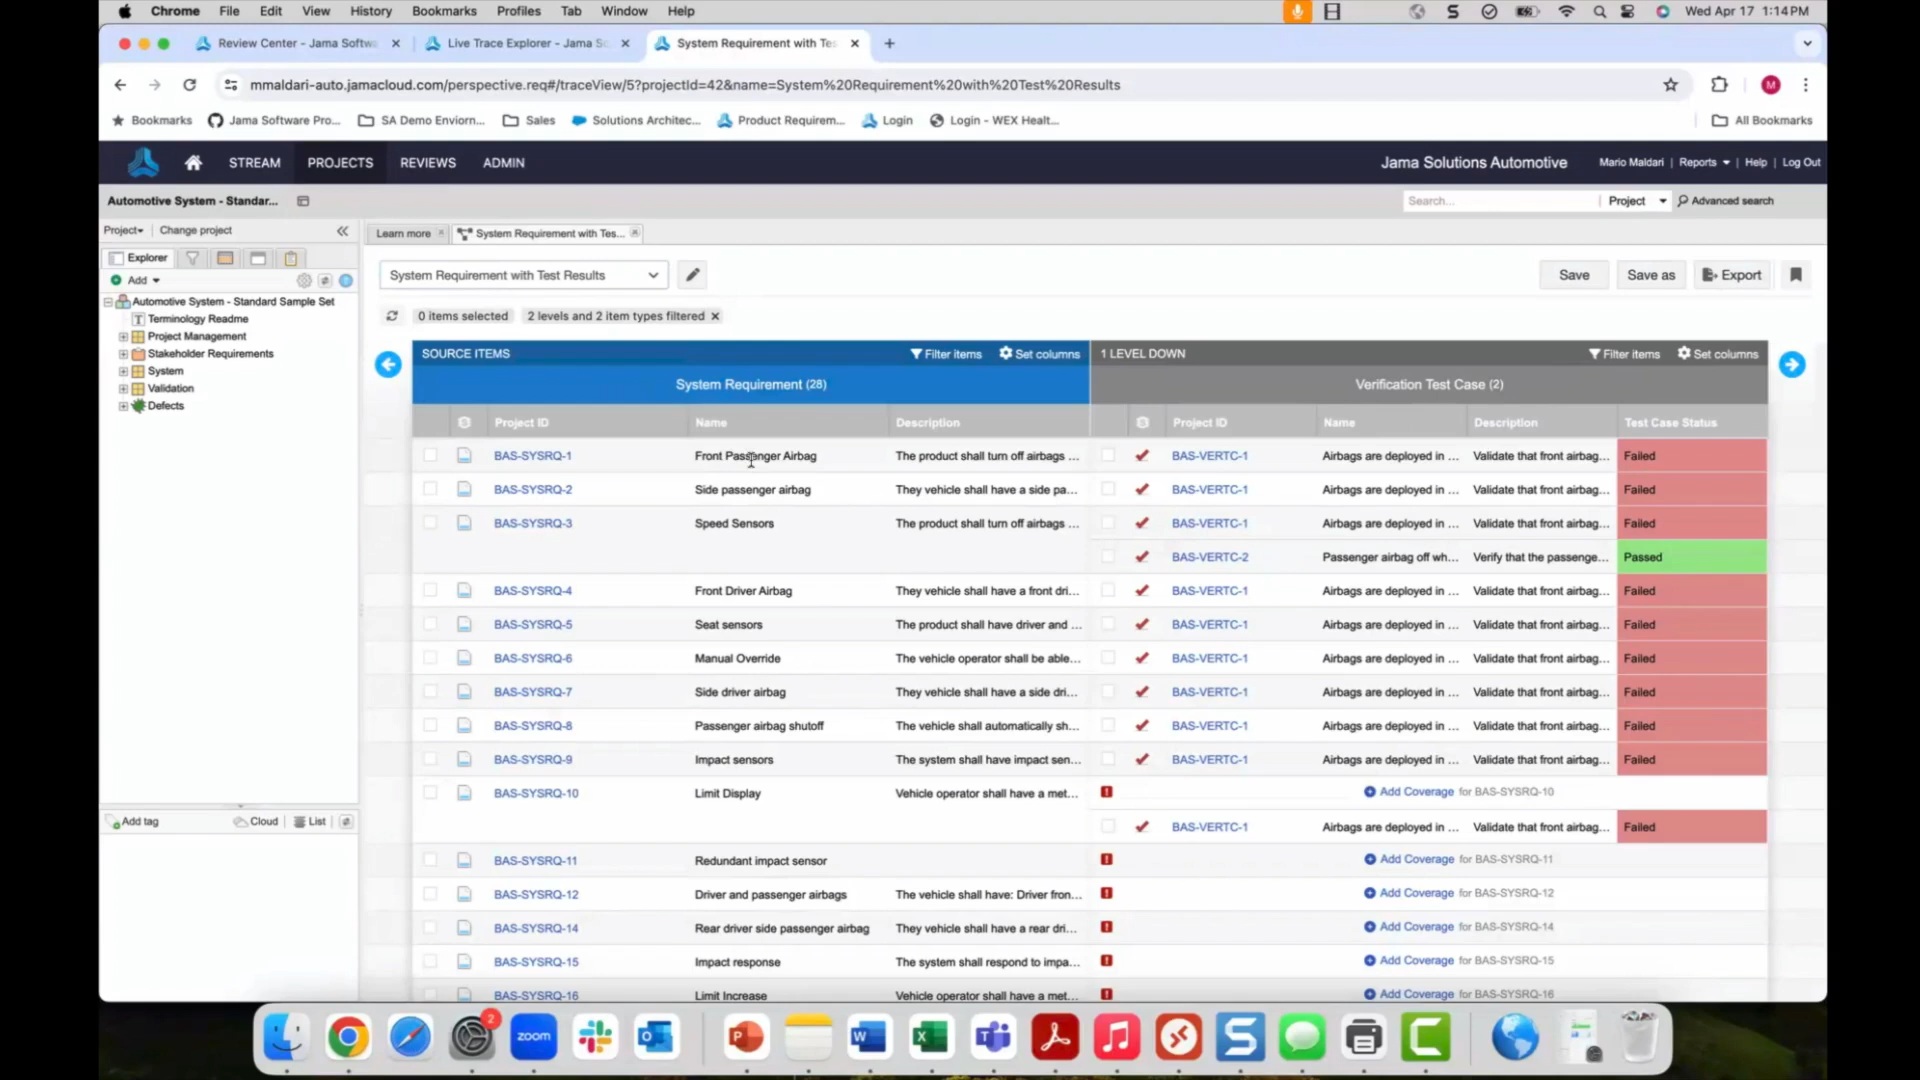 Chrome File Edit View History Bookmarks Profiles Tab Window Help Wed Apr 17 1:14 PM
Review Center - Jama Softwa Live Trace Explorer - Jama So System Requirement with Tes
mmaldari-auto.jamacloud.com/perspective.req#/traceView/5?projectId=42&name=System%20Requirement%20with%20Test%20Results M
Bookmarks Jama Software Pro... SA Demo Enviorn... Sales Solutions Architec... Product Requirem... Login Login - WEX Healt... All Bookmarks
STREAM PROJECTS REVIEWS ADMIN Jama Solutions Automotive Mario Maldari | Reports | Help | Log Out
Automotive System - Standar... Search... Project Advanced search
Project Change project Learn more System Requirement with Tes...
Explorer
Add
Automotive System - Standard Sample Set
Terminology Readme
Project Management
Stakeholder Requirements
System
Validation
Defects
Add tag Cloud List
System Requirement with Test Results Save Save as Export
0 items selected 2 levels and 2 item types filtered
SOURCE ITEMS Filter items Set columns 1 LEVEL DOWN Filter items Set columns
System Requirement (28) Verification Test Case (2)
Project ID Name Description Project ID Name Description Test Case Status
BAS-SYSRQ-1 Front Passenger Airbag The product shall turn off airbags ... BAS-VERTC-1 Airbags are deployed in ... Validate that front airbag... Failed
BAS-SYSRQ-2 Side passenger airbag They vehicle shall have a side pa... BAS-VERTC-1 Airbags are deployed in ... Validate that front airbag... Failed
BAS-SYSRQ-3 Speed Sensors The product shall turn off airbags ... BAS-VERTC-1 Airbags are deployed in ... Validate that front airbag... Failed
BAS-VERTC-2 Passenger airbag off wh... Verify that the passenge... Passed
BAS-SYSRQ-4 Front Driver Airbag They vehicle shall have a front dri... BAS-VERTC-1 Airbags are deployed in ... Validate that front airbag... Failed
BAS-SYSRQ-5 Seat sensors The product shall have driver and ... BAS-VERTC-1 Airbags are deployed in ... Validate that front airbag... Failed
BAS-SYSRQ-6 Manual Override The vehicle operator shall be able... BAS-VERTC-1 Airbags are deployed in ... Validate that front airbag... Failed
BAS-SYSRQ-7 Side driver airbag They vehicle shall have a side dri... BAS-VERTC-1 Airbags are deployed in ... Validate that front airbag... Failed
BAS-SYSRQ-8 Passenger airbag shutoff The vehicle shall automatically sh... BAS-VERTC-1 Airbags are deployed in ... Validate that front airbag... Failed
BAS-SYSRQ-9 Impact sensors The system shall have impact sen... BAS-VERTC-1 Airbags are deployed in ... Validate that front airbag... Failed
BAS-SYSRQ-10 Limit Display Vehicle operator shall have a met... Add Coverage for BAS-SYSRQ-10
BAS-VERTC-1 Airbags are deployed in ... Validate that front airbag... Failed
BAS-SYSRQ-11 Redundant impact sensor Add Coverage for BAS-SYSRQ-11
BAS-SYSRQ-12 Driver and passenger airbags The vehicle shall have: Driver fron... Add Coverage for BAS-SYSRQ-12
BAS-SYSRQ-14 Rear driver side passenger airbag They vehicle shall have a rear dri... Add Coverage for BAS-SYSRQ-14
BAS-SYSRQ-15 Impact response The system shall respond to impa... Add Coverage for BAS-SYSRQ-15
BAS-SYSRQ-16 Limit Increase Vehicle operator shall have a met... Add Coverage for BAS-SYSRQ-16
2 zoom